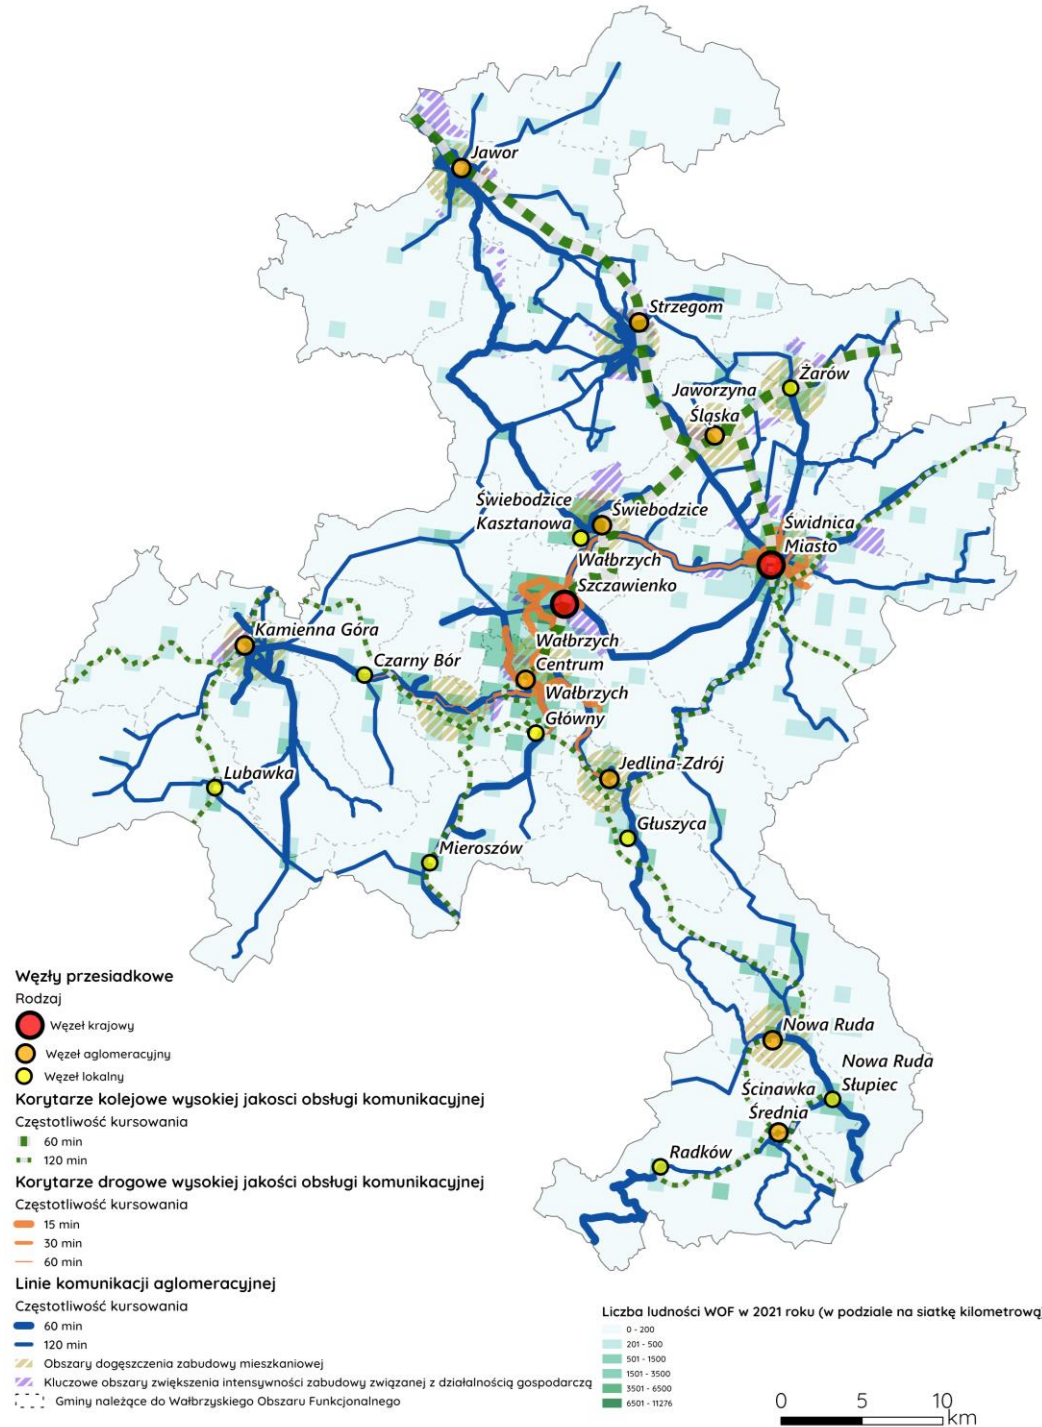 Jawor
Strzegom
Żarów
Jaworzyna
Śląska
Świebodzice
Kasztanowa
Świebodzice
Świdnica
Miasto
Wałbrzych
Szczawienko
Kamienna Góra
Czarny Bór
Wałbrzych
Centrum
Wałbrzych
Główny
Lubawka
Jedlina-Zdrój
Głuszyca
Mieroszów
Nowa Ruda
Nowa Ruda
Słupiec
Ścinawka
Średnia
Radków
Węzły przesiadkowe
Rodzaj
Węzeł krajowy
Węzeł aglomeracyjny
Węzeł lokalny
Korytarze kolejowe wysokiej jakosci obsługi komunikacyjnej
Częstotliwość kursowania
60 min
120 min
Korytarze drogowe wysokiej jakości obsługi komunikacyjnej
Częstotliwość kursowania
15 min
30 min
60 min
Linie komunikacji aglomeracyjnej
Częstotliwość kursowania
60 min
120 min
Obszary dogęszczenia zabudowy mieszkaniowej
Kluczowe obszary zwiększenia intensywności zabudowy związanej z działalnością gospodarczą
Gminy należące do Wałbrzyskiego Obszaru Funkcjonalnego
Liczba ludności WOF w 2021 roku (w podziale na siatkę kilometrową
0 - 200
201 - 500
501 - 1500
1501 - 3500
3501 - 6500
6501 - 11276
0 5 10
km